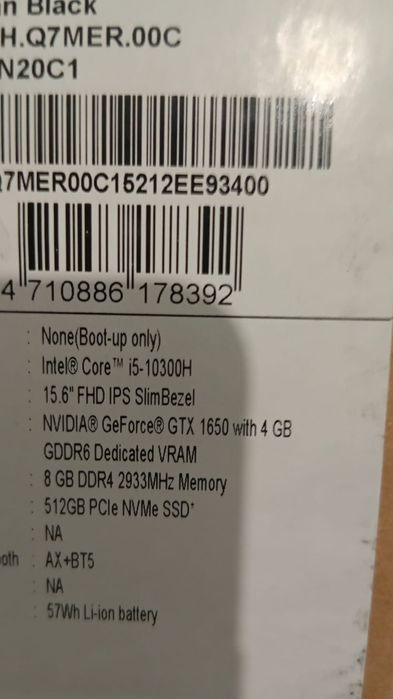 n Black
H.Q7MER.00C
N20C1
Q7MER00C15212EE93400
4 710886 178392
: None(Boot-up only)
: Intel® Core™ i5-10300H
: 15.6" FHD IPS SlimBezel
: NVIDIA® GeForce® GTX 1650 with 4 GB
GDDR6 Dedicated VRAM
: 8 GB DDR4 2933MHz Memory
: 512GB PCIe NVMe SSD*
: NA
ooth : AX+BT5
: NA
: 57Wh Li-ion battery